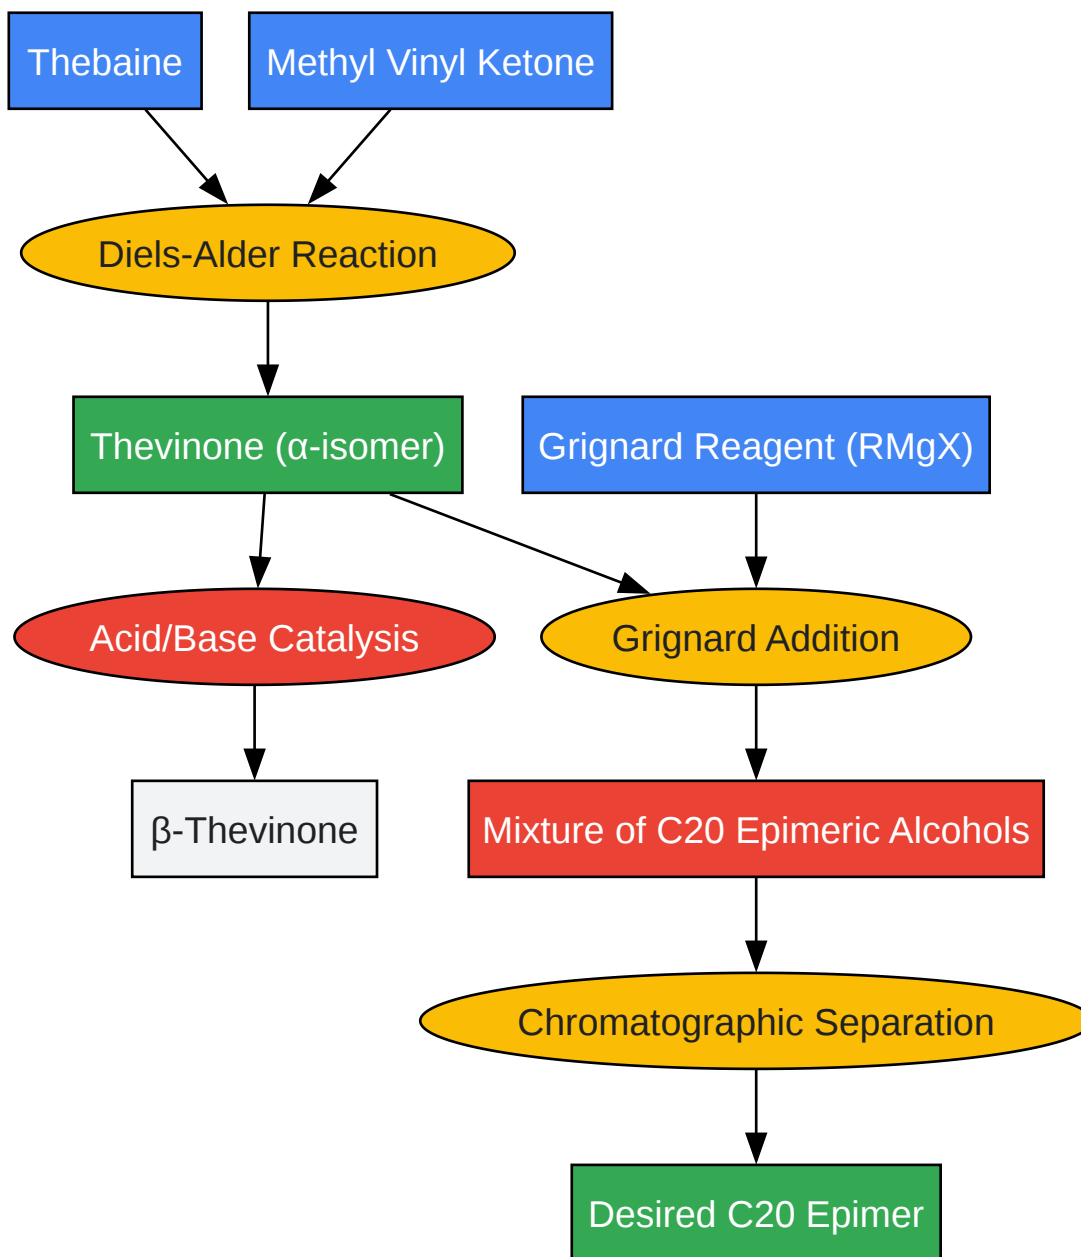 Thebaine
Methyl Vinyl Ketone
Diels-Alder Reaction
Thevinone (α-isomer)
Grignard Reagent (RMgX)
Acid/Base Catalysis
Grignard Addition
β-Thevinone
Mixture of C20 Epimeric Alcohols
Chromatographic Separation
Desired C20 Epimer